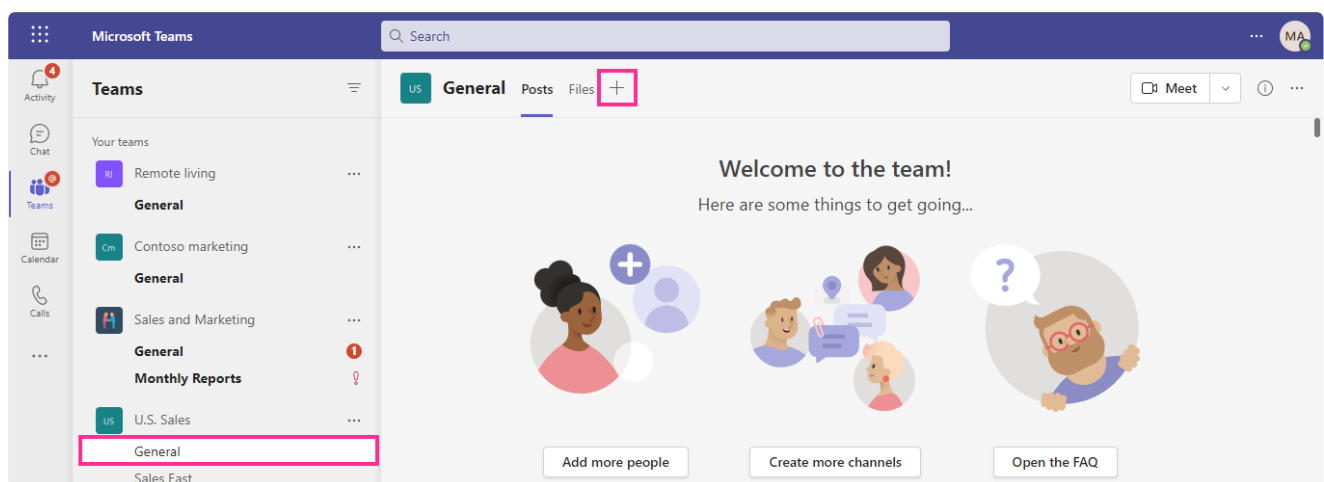 Microsoft Teams
Search
MA
4
Activity
Chat
@
Teams
Calendar
Calls
Teams
Your teams
RI Remote living
General
Cm Contoso marketing
General
Sales and Marketing
General 1
Monthly Reports
US U.S. Sales
General
Sales East
US General Posts Files
Meet
Welcome to the team!
Here are some things to get going...
?
Add more people Create more channels Open the FAQ